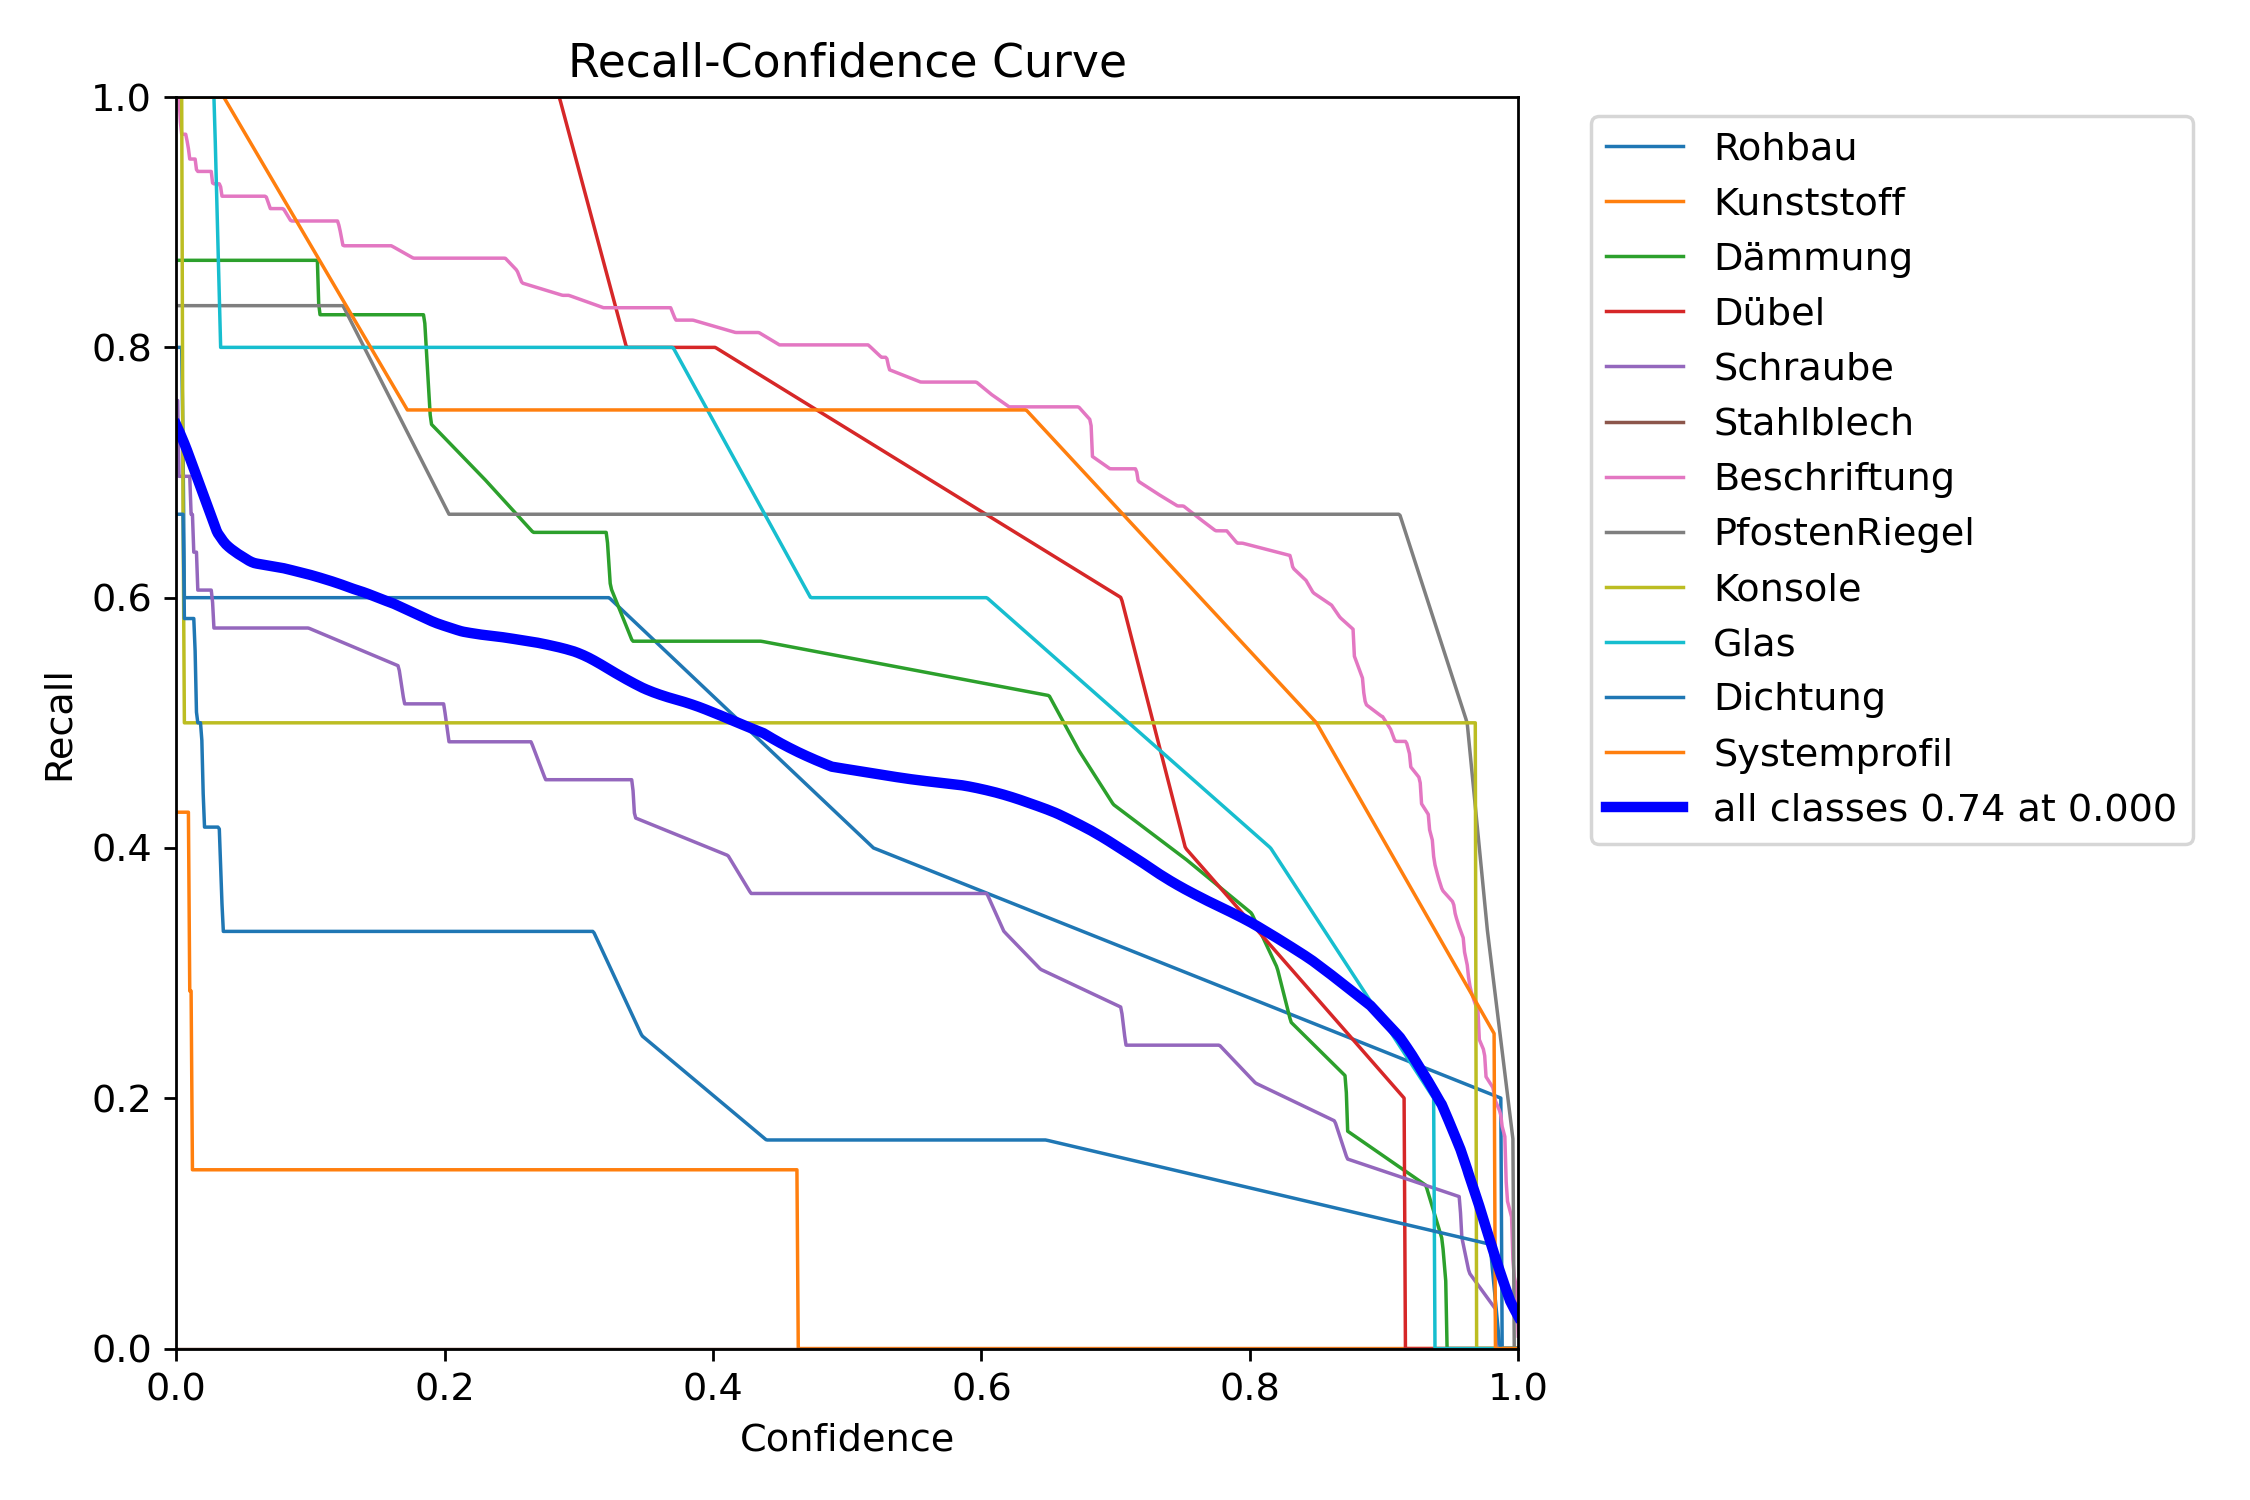 Recall-Confidence Curve
1.0
0.8
0.6
0.4
0.2
0.0
Recall
0.0 0.2 0.4 0.6 0.8 1.0
Confidence
Rohbau
Kunststoff
Dämmung
Dübel
Schraube
Stahlblech
Beschriftung
PfostenRiegel
Konsole
Glas
Dichtung
Systemprofil
all classes 0.74 at 0.000